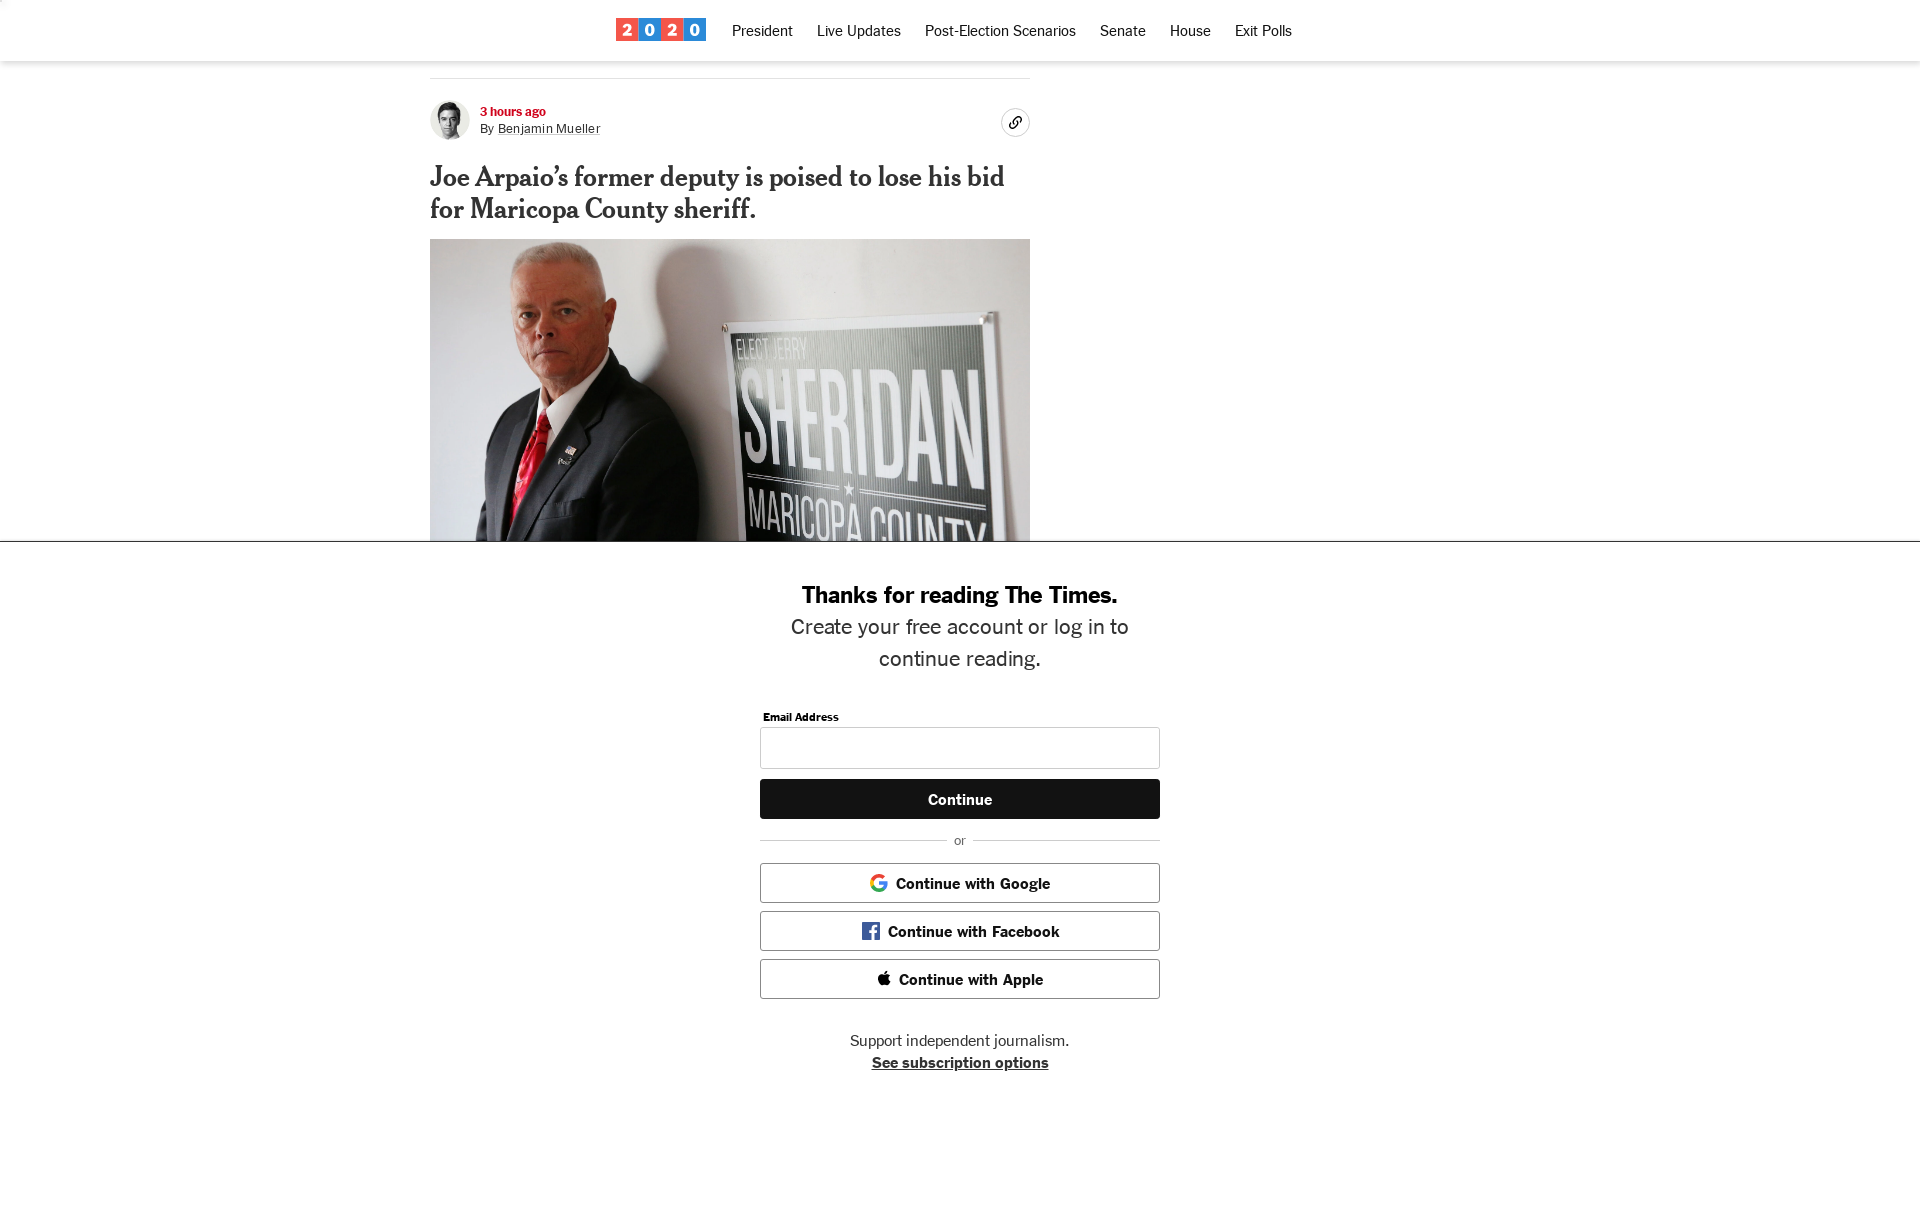 2020 President Live Updates Post-Election Scenarios Senate House Exit Polls
3 hours ago
By Benjamin Mueller
Joe Arpaio’s former deputy is poised to lose his bid
for Maricopa County sheriff.
ELECT JERRY
SHERIDAN
MARICOPA COUNTY
Thanks for reading The Times.
Create your free account or log in to
continue reading.
Email Address
Continue
or
Continue with Google
Continue with Facebook
Continue with Apple
Support independent journalism.
See subscription options